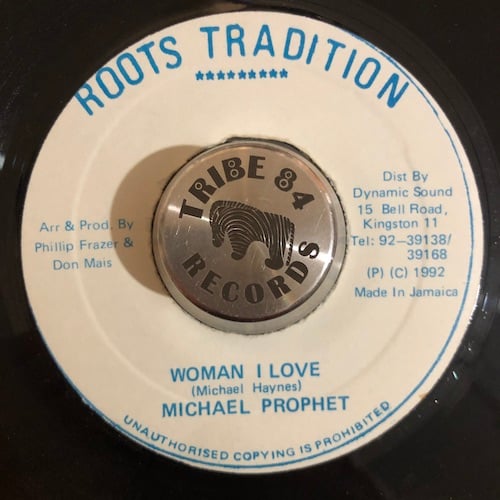 ROOTS TRADITION
*********
TRIBE 84
RECORDS
Arr & Prod. By
Phillip Frazer &
Don Mais
Dist By
Dynamic Sound
15 Bell Road,
Kingston 11
Tel: 92-39138/
39168
(P) (C) 1992
Made In Jamaica
WOMAN I LOVE
(Michael Haynes)
MICHAEL PROPHET
UNAUTHORISED COPYING IS PROHIBITED